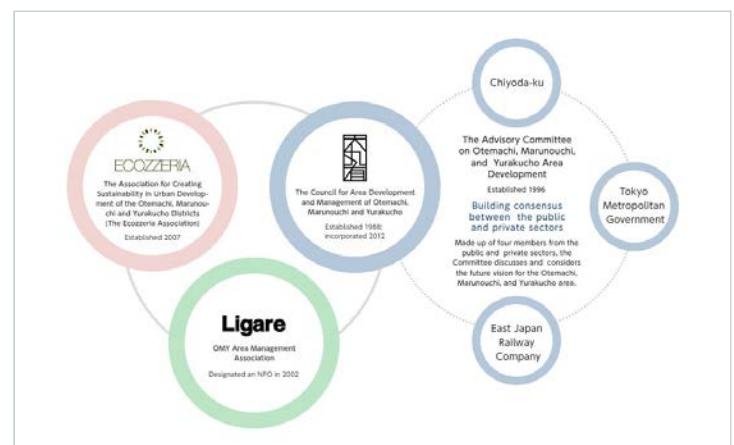 ECOZZERIA
The Association for Creating
Sustainability in Urban Develop-
ment of the Otemachi, Marunou-
chi and Yurakucho Districts
(The Ecozzeria Association)
Established 2007
The Council for Area Development
and Management of Otemachi,
Marunouchi and Yurakucho
Established 1988;
incorporated 2012
Ligare
OMY Area Management
Association
Designated an NPO in 2002
Chiyoda-ku
The Advisory Committee
on Otemachi, Marunouchi,
and Yurakucho Area
Development
Established 1996
Building consensus
between the public
and private sectors
Made up of four members from the
public and private sectors, the
Committee discusses and considers
the future vision for the Otemachi,
Marunouchi, and Yurakucho area.
Tokyo
Metropolitan
Government
East Japan
Railway
Company